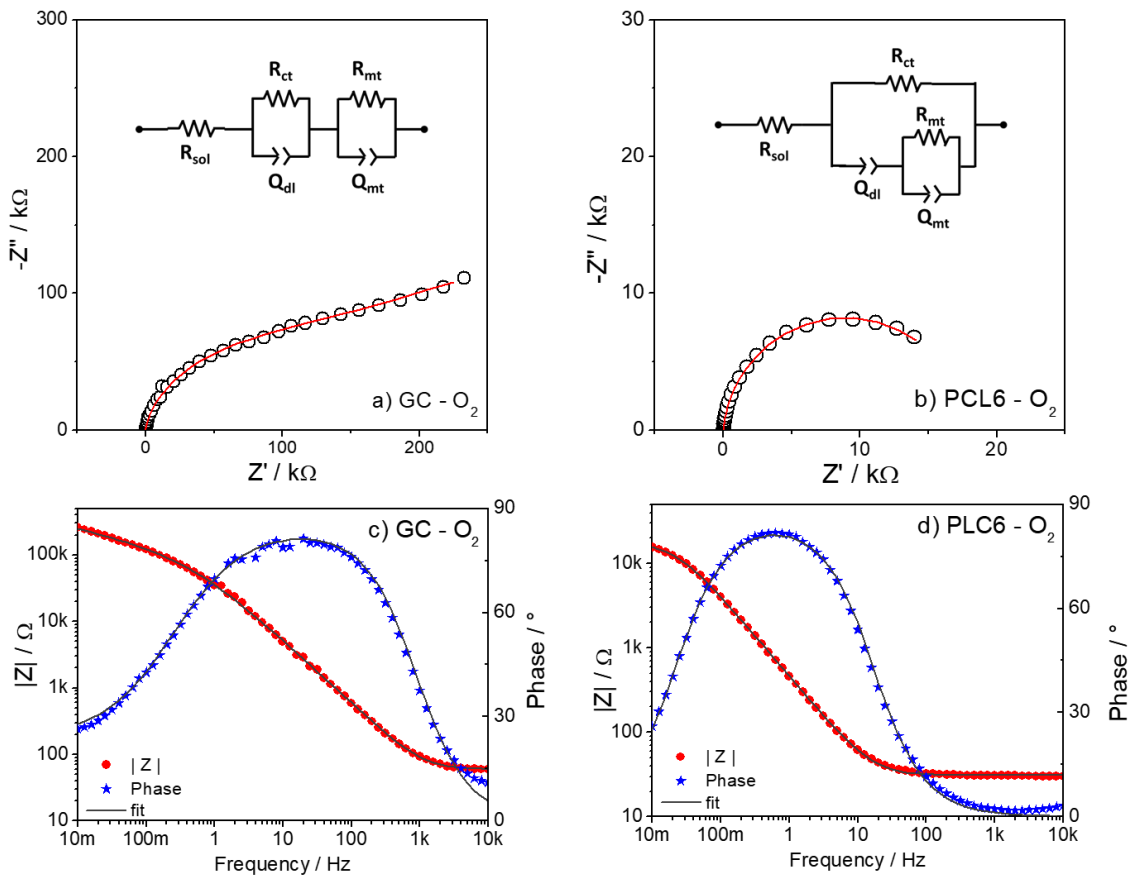 300
200
100
0
-Z" / kΩ
0
100
200
Z' / kΩ
R_ct
R_mt
R_sol
Q_dl
Q_mt
a) GC - O₂
30
20
10
0
-Z" / kΩ
0
10
20
Z' / kΩ
R_ct
R_mt
R_sol
Q_dl
Q_mt
b) PCL6 - O₂
100k
10k
1k
100
10
|Z| / Ω
90
60
30
0
Phase / °
c) GC - O₂
| Z |
Phase
fit
10m
100m
1
10
100
1k
10k
Frequency / Hz
10k
1k
100
10
|Z| / Ω
90
60
30
0
Phase / °
d) PLC6 - O₂
| Z |
Phase
fit
10m
100m
1
10
100
1k
10k
Frequency / Hz